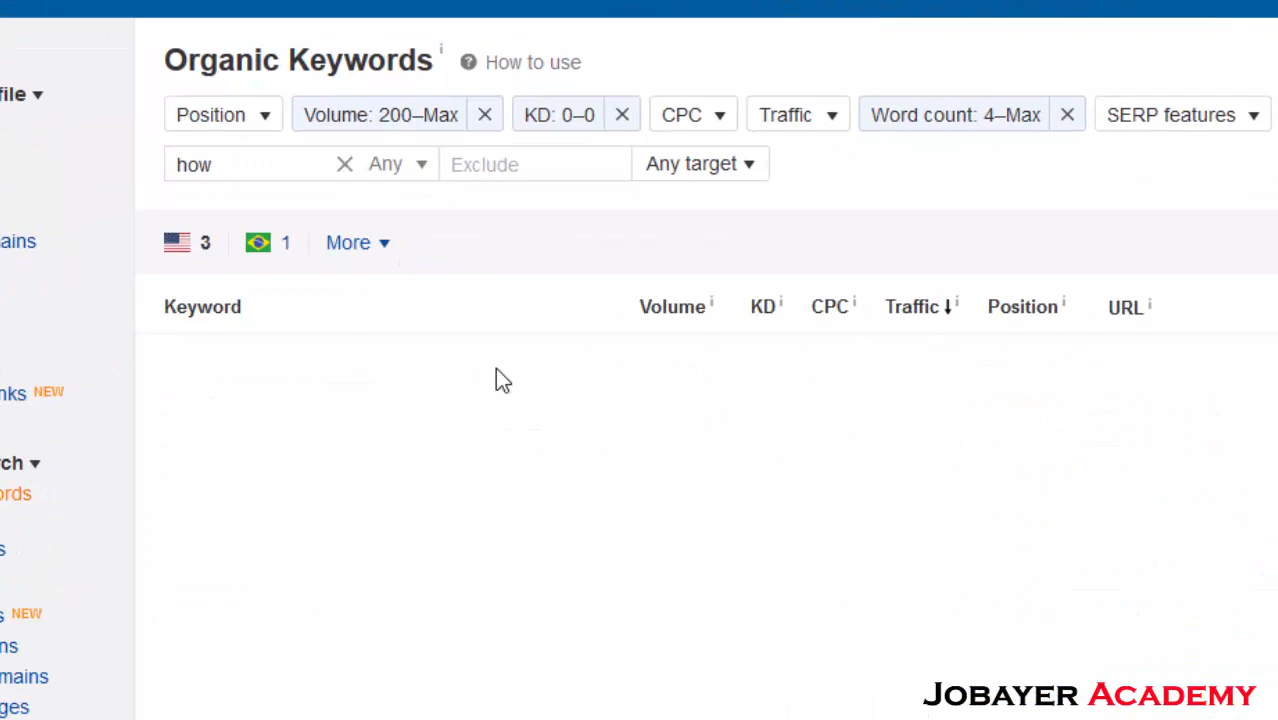 Organic Keywords i ? How to use
file
Position Volume: 200–Max KD: 0–0 CPC Traffic Word count: 4–Max SERP features
how Any Exclude Any target
ains
3 1 More
Keyword Volume i KD i CPC i Traffic i Position i URL i
nks NEW
rch
ords
s
s NEW
ns
mains
ges
JOBAYER ACADEMY